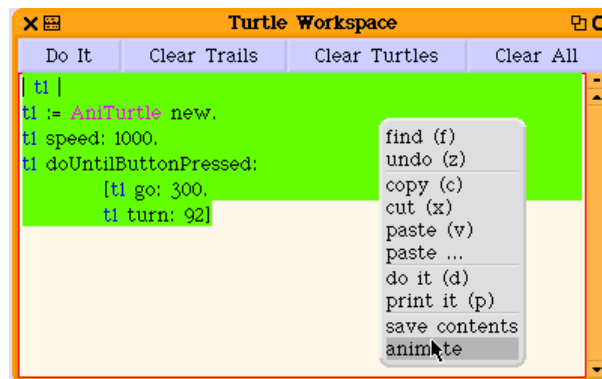 Turtle Workspace
Do It Clear Trails Clear Turtles Clear All
| t1 |
t1 := AniTurtle new.
t1 speed: 1000.
t1 doUntilButtonPressed:
[t1 go: 300.
t1 turn: 92]
find (f)
undo (z)
copy (c)
cut (x)
paste (v)
paste ...
do it (d)
print it (p)
save contents
animate